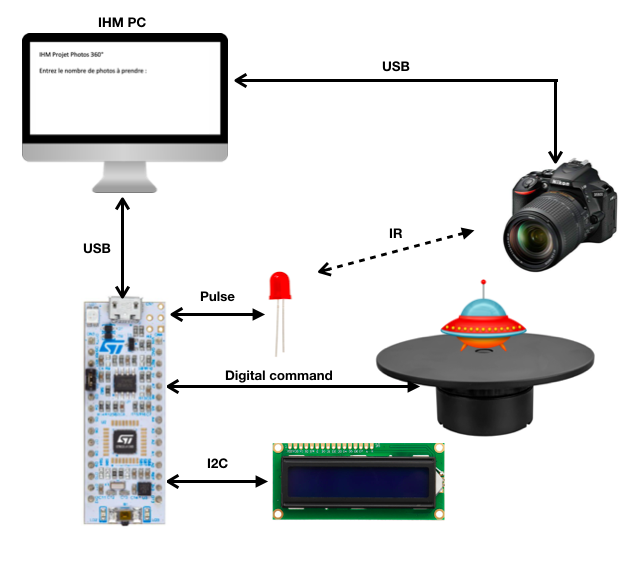 IHM PC
IHM Projet Photos 360°
Entrez le nombre de photos à prendre :
USB
Nikon
IR
USB
Pulse
Digital command
I2C